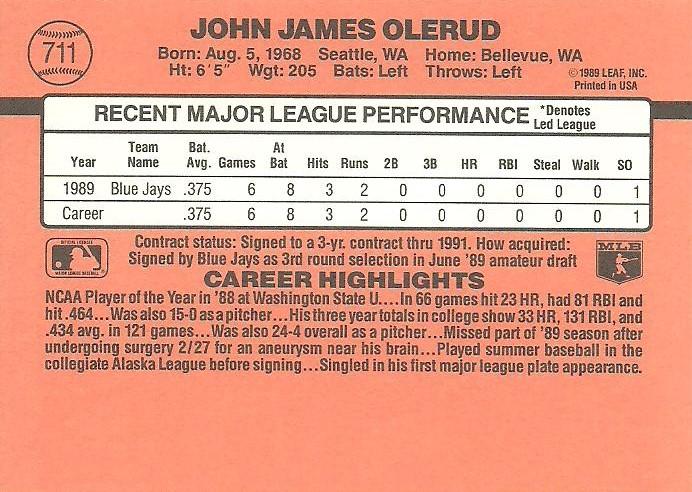 711
JOHN JAMES OLERUD
Born: Aug. 5, 1968 Seattle, WA Home: Bellevue, WA
Ht: 6'5" Wgt: 205 Bats: Left Throws: Left
©1989 LEAF, INC.
Printed in USA
RECENT MAJOR LEAGUE PERFORMANCE *Denotes Led League
Year Team Name Bat. Avg. Games At Bat Hits Runs 2B 3B HR RBI Steal Walk SO
1989 Blue Jays .375 6 8 3 2 0 0 0 0 0 0 1
Career .375 6 8 3 2 0 0 0 0 0 0 1
OFFICIAL LICENSEE
MAJOR LEAGUE BASEBALL
Contract status: Signed to a 3-yr. contract thru 1991. How acquired:
Signed by Blue Jays as 3rd round selection in June '89 amateur draft
MLB
CAREER HIGHLIGHTS
NCAA Player of the Year in '88 at Washington State U....In 66 games hit 23 HR, had 81 RBI and
hit .464...Was also 15-0 as a pitcher...His three year totals in college show 33 HR, 131 RBI, and
.434 avg. in 121 games...Was also 24-4 overall as a pitcher...Missed part of '89 season after
undergoing surgery 2/27 for an aneurysm near his brain...Played summer baseball in the
collegiate Alaska League before signing...Singled in his first major league plate appearance.